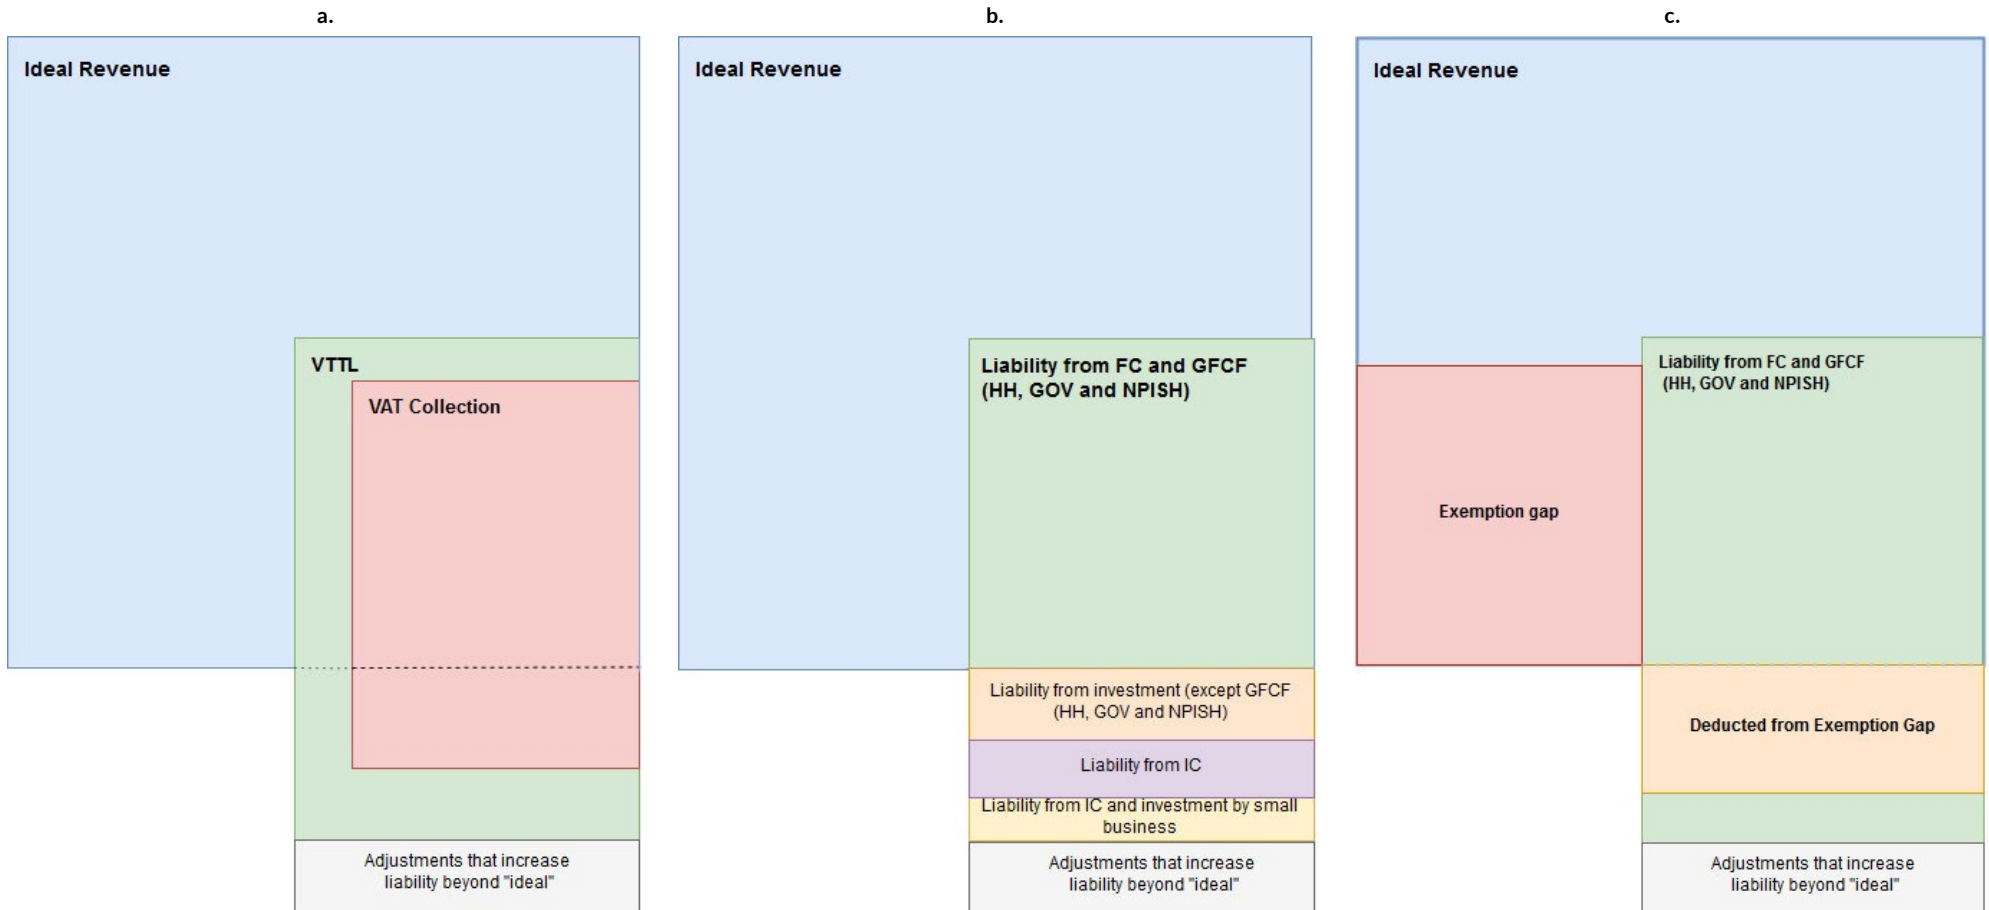 a.
Ideal Revenue
VTTL
VAT Collection
Adjustments that increase
liability beyond "ideal"
b.
Ideal Revenue
Liability from FC and GFCF
(HH, GOV and NPISH)
Liability from investment (except GFCF
(HH, GOV and NPISH)
Liability from IC
Liability from IC and investment by small
business
Adjustments that increase
liability beyond "ideal"
c.
Ideal Revenue
Liability from FC and GFCF
(HH, GOV and NPISH)
Exemption gap
Deducted from Exemption Gap
Adjustments that increase
liability beyond "ideal"